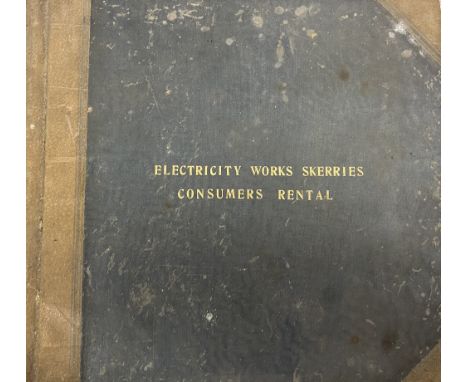 ELECTRICITY WORKS SKERRIES
CONSUMERS RENTAL